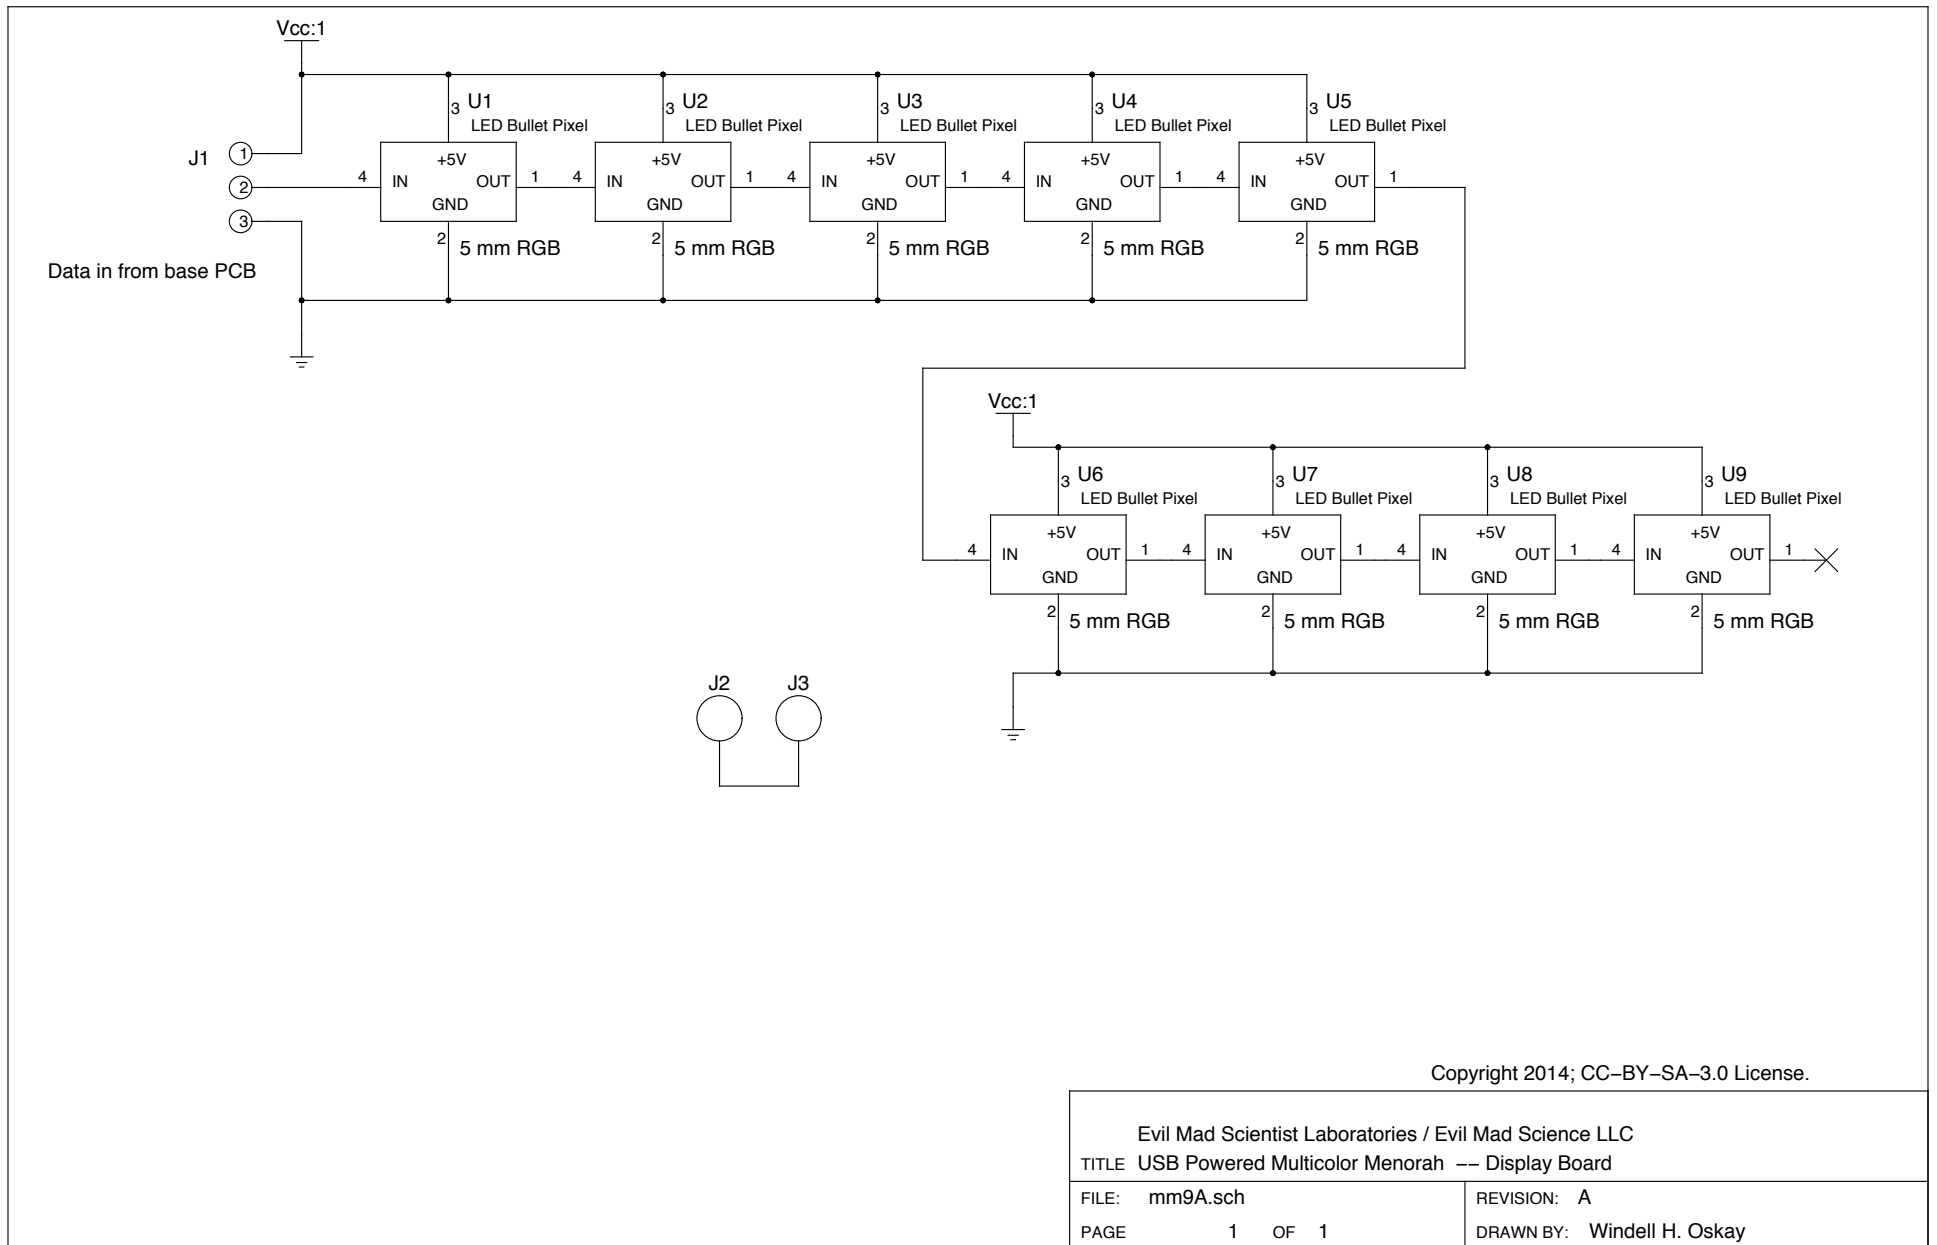 Vcc:1
3 U1 3 U2 3 U3 3 U4 3 U5
LED Bullet Pixel LED Bullet Pixel LED Bullet Pixel LED Bullet Pixel LED Bullet Pixel
J1 1
+5V +5V +5V +5V +5V
2 4 IN OUT 1 4 IN OUT 1 4 IN OUT 1 4 IN OUT 1 4 IN OUT 1
GND GND GND GND GND
3
2 5 mm RGB 2 5 mm RGB 2 5 mm RGB 2 5 mm RGB 2 5 mm RGB
Data in from base PCB
Vcc:1
3 U6 3 U7 3 U8 3 U9
LED Bullet Pixel LED Bullet Pixel LED Bullet Pixel LED Bullet Pixel
+5V +5V +5V +5V
4 IN OUT 1 4 IN OUT 1 4 IN OUT 1 4 IN OUT 1
GND GND GND GND
2 5 mm RGB 2 5 mm RGB 2 5 mm RGB 2 5 mm RGB
J2 J3
Copyright 2014; CC−BY−SA−3.0 License.
Evil Mad Scientist Laboratories / Evil Mad Science LLC
TITLE USB Powered Multicolor Menorah −− Display Board
FILE: mm9A.sch REVISION: A
PAGE 1 OF 1 DRAWN BY: Windell H. Oskay